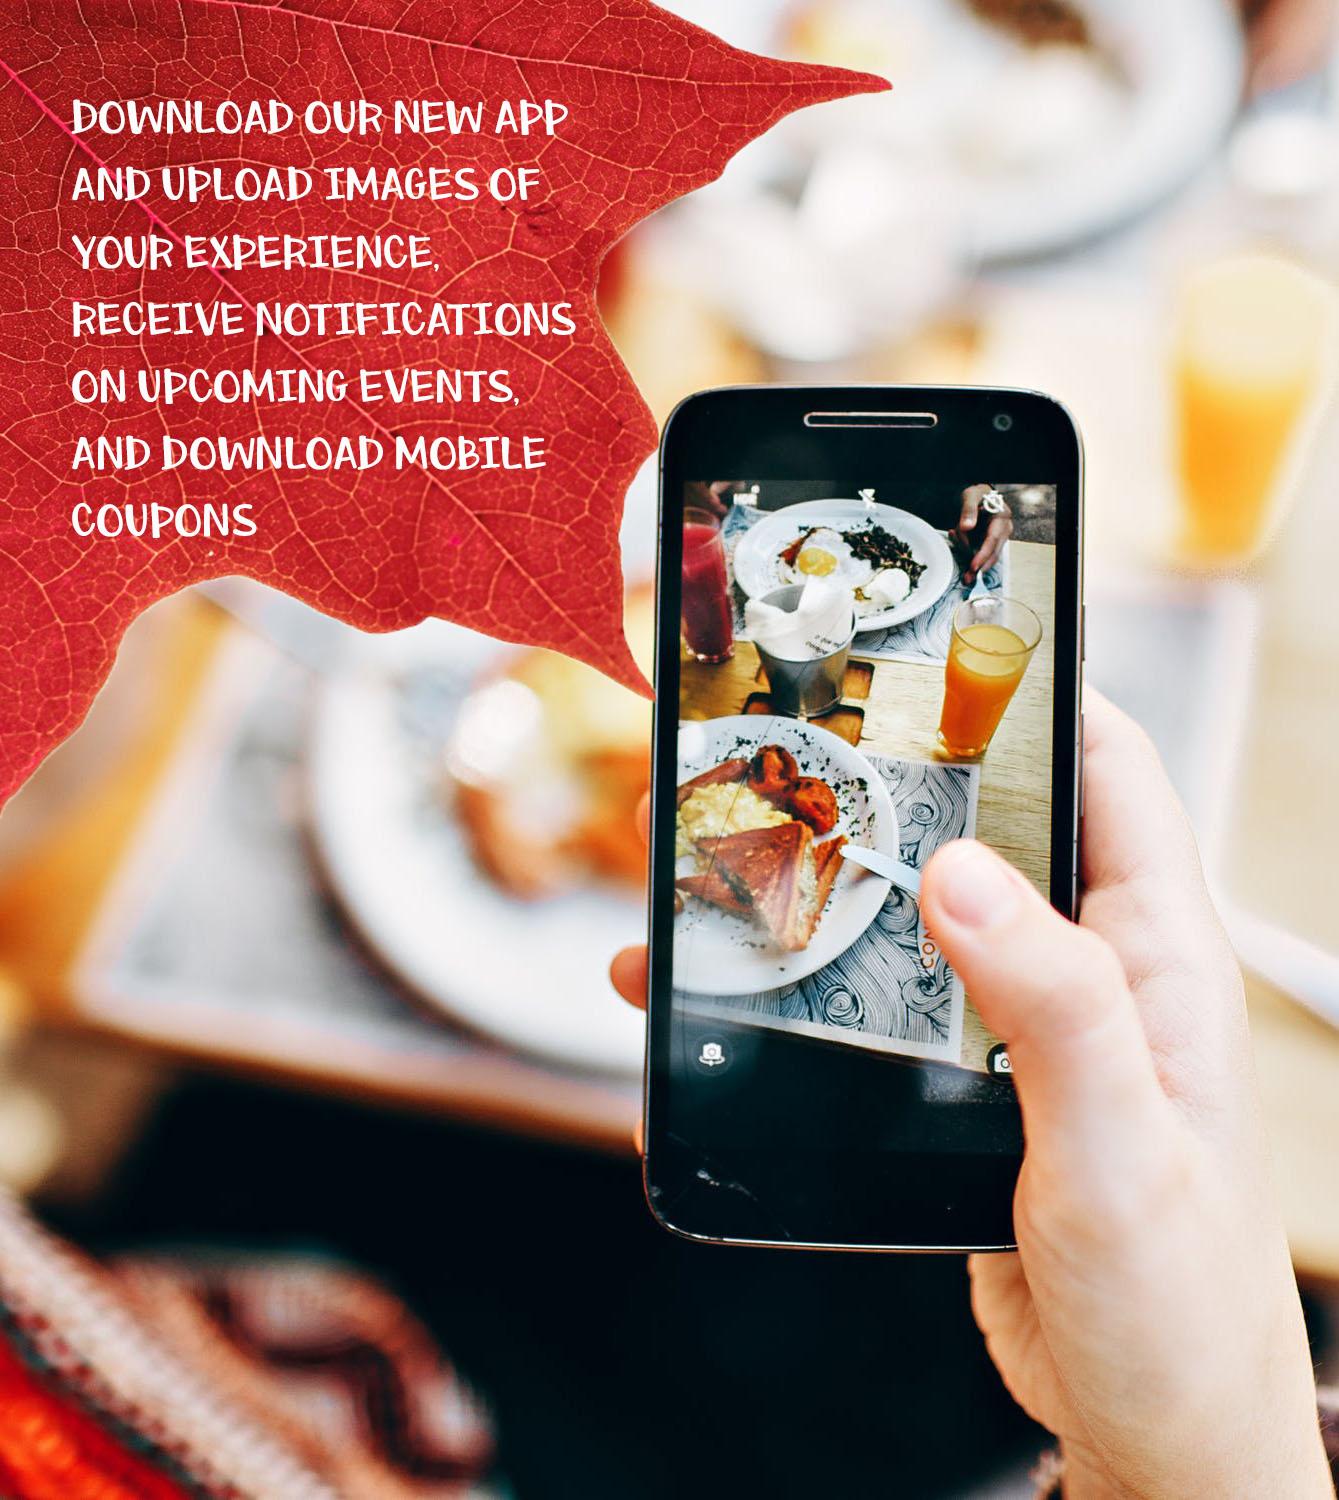 DOWNLOAD OUR NEW APP
AND UPLOAD IMAGES OF
YOUR EXPERIENCE,
RECEIVE NOTIFICATIONS
ON UPCOMING EVENTS,
AND DOWNLOAD MOBILE
COUPONS
HDR